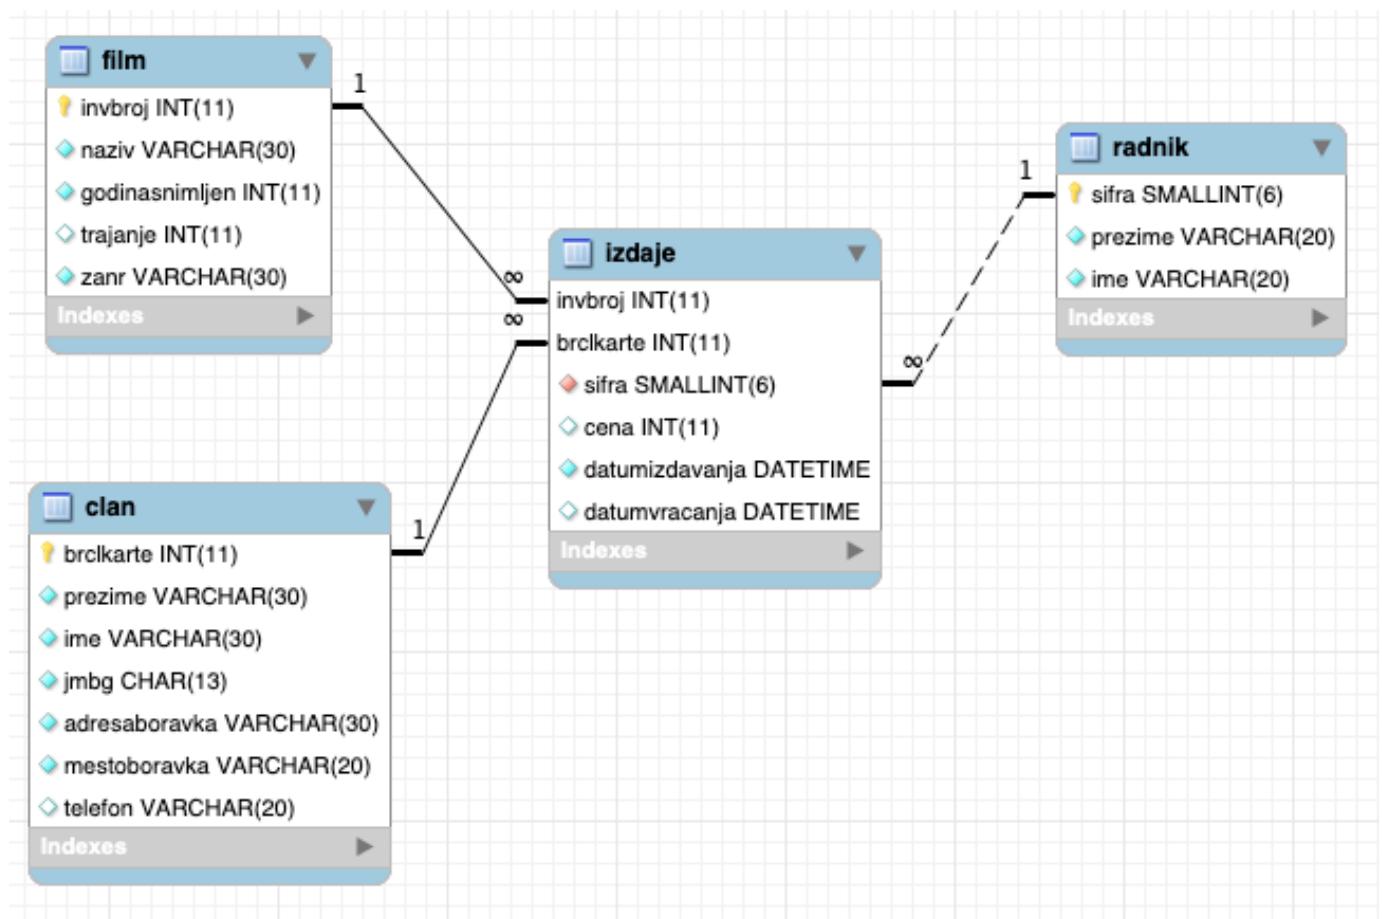 film
invbroj INT(11)
naziv VARCHAR(30)
godinasnimljen INT(11)
trajanje INT(11)
zanr VARCHAR(30)
Indexes
1
∞
∞
1
clan
brclkarte INT(11)
prezime VARCHAR(30)
ime VARCHAR(30)
jmbg CHAR(13)
adresaboravka VARCHAR(30)
mestoboravka VARCHAR(20)
telefon VARCHAR(20)
Indexes
izdaje
invbroj INT(11)
brclkarte INT(11)
sifra SMALLINT(6)
cena INT(11)
datumizdavanja DATETIME
datumvracanja DATETIME
Indexes
∞
1
radnik
sifra SMALLINT(6)
prezime VARCHAR(20)
ime VARCHAR(20)
Indexes